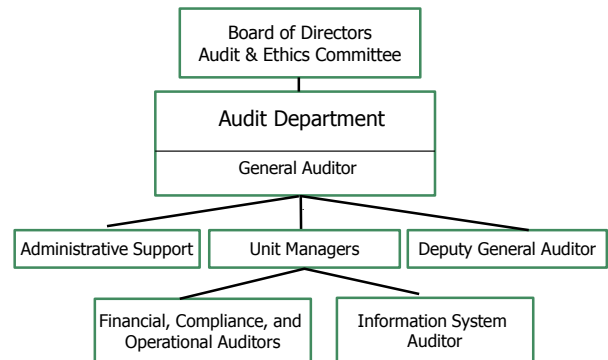 Board of Directors
Audit & Ethics Committee
Audit Department
General Auditor
Administrative Support
Unit Managers
Deputy General Auditor
Financial, Compliance, and
Operational Auditors
Information System
Auditor